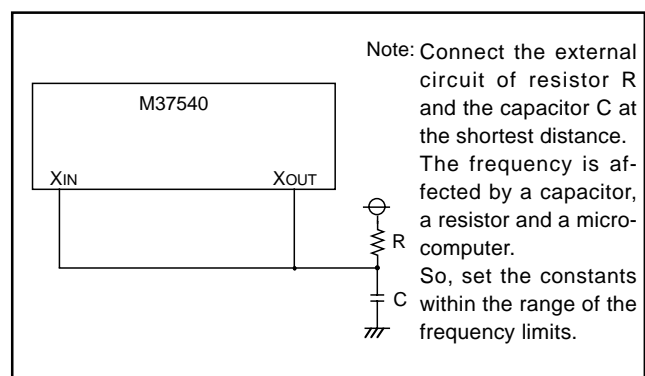 M37540
XIN
XOUT
R
C
Note: Connect the external
circuit of resistor R
and the capacitor C at
the shortest distance.
The frequency is af-
fected by a capacitor,
a resistor and a micro-
computer.
So, set the constants
within the range of the
frequency limits.